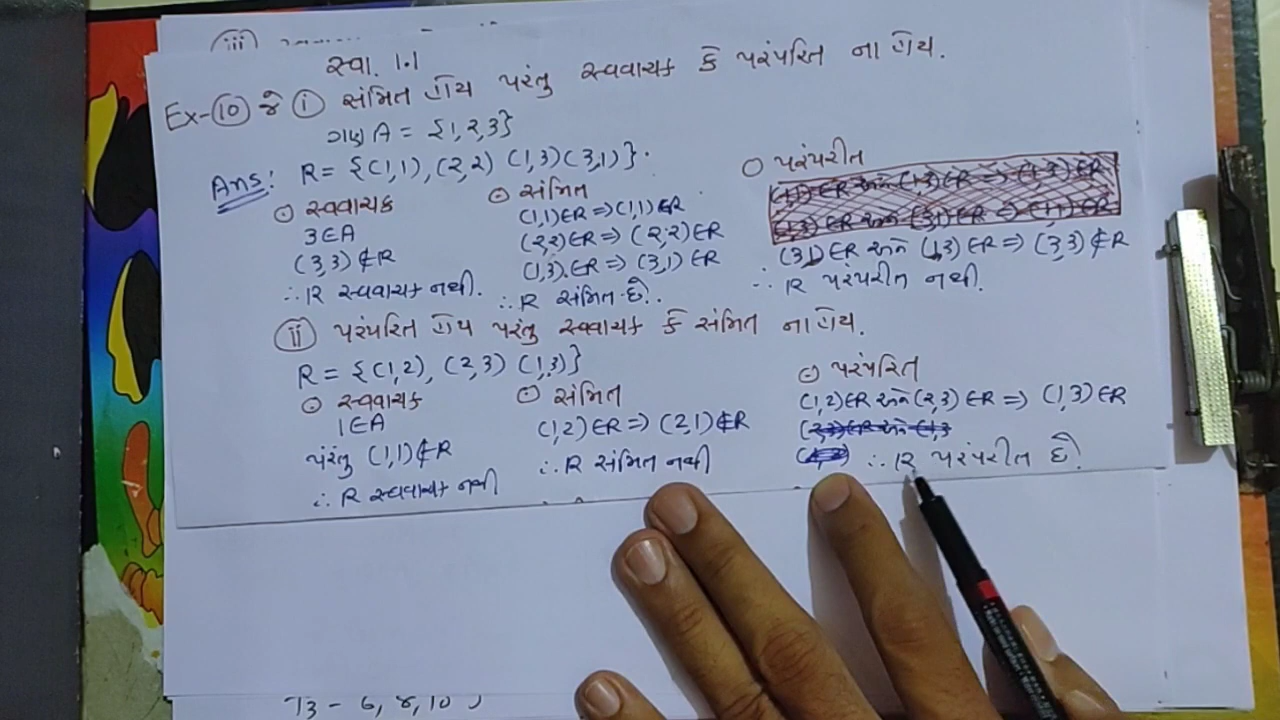 iii
સ્વા. 1.1
Ex-10 જે i સંમિત હોય પરંતુ સ્વવાચક કે પરંપરિત ના હોય.
ગણ A = {1,2,3}
Ans: R = {(1,1), (2,2) (1,3) (3,1)}.
સ્વવાચક
3∈A
(3,3) ∉R
∴ R સ્વવાચક નથી.
સંમિત
(1,1)∈R ⇒ (1,1)∈R
(2,2)∈R ⇒ (2,2)∈R
(1,3)∈R ⇒ (3,1) ∈R
∴ R સંમિત છે.
પરંપરીત
(3,1)∈R અને (1,3) ∈R ⇒ (3,3) ∉R
∴ R પરંપરીત નથી.
ii પરંપરિત હોય પરંતુ સ્વવાચક કે સંમિત ના હોય.
R = {(1,2), (2,3) (1,3)}
સ્વવાચક
1∈A
પરંતુ (1,1)∉R
∴ R સ્વવાચક નથી
સંમિત
(1,2)∈R ⇒ (2,1)∉R
∴ R સંમિત નથી
પરંપરિત
(1,2)∈R અને (2,3) ∈R ⇒ (1,3)∈R
∴ R પરંપરીત છે.